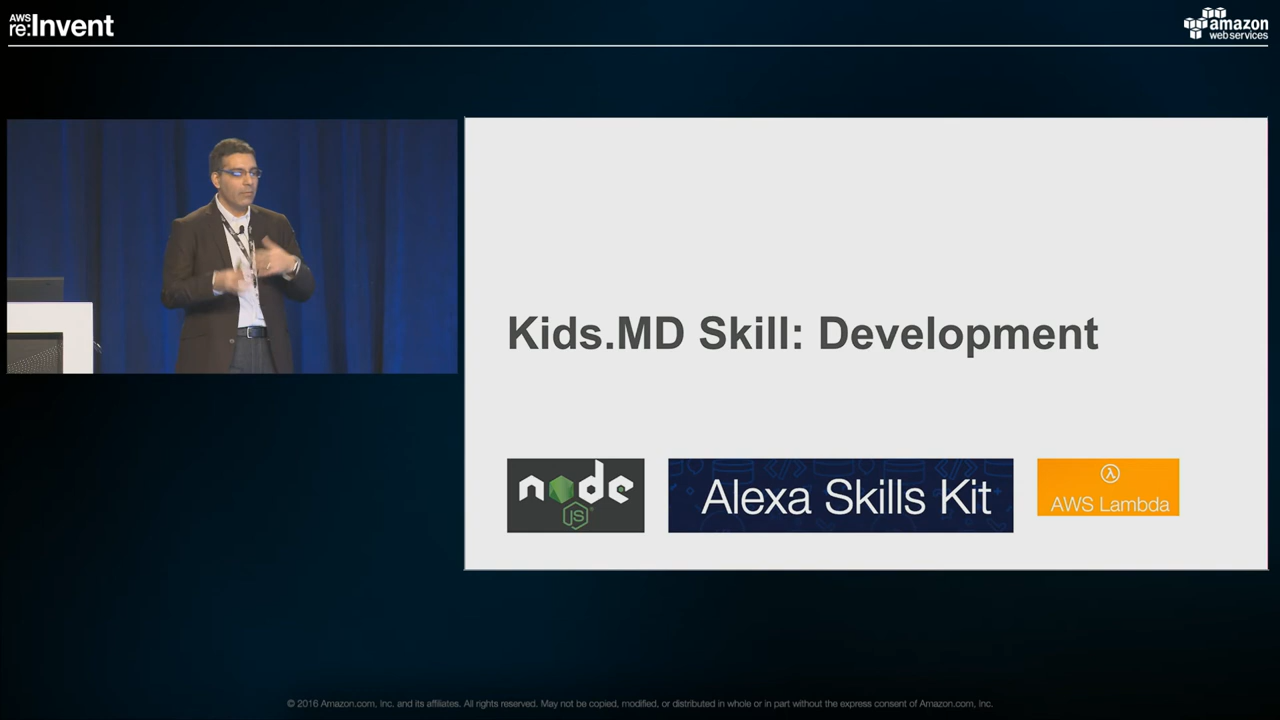 AWS
re:Invent
amazon
web services
Kids.MD Skill: Development
node
JS
Alexa Skills Kit
λ
AWS Lambda
© 2016 Amazon.com, Inc. and its affiliates. All rights reserved. May not be copied, modified, or distributed in whole or in part without the express consent of Amazon.com, Inc.